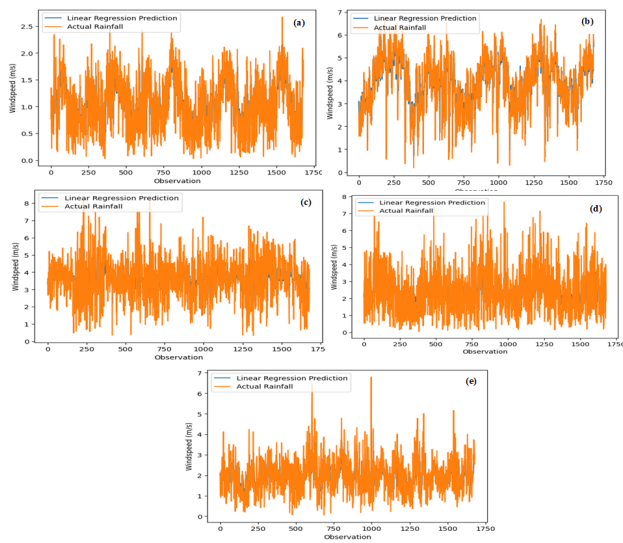 Linear Regression Prediction
Actual Rainfall
(a)
2.5
2.0
1.5
1.0
0.5
0.0
Windspeed (m/s)
0 250 500 750 1000 1250 1500 1750
Observation
Linear Regression Prediction
Actual Rainfall
(b)
7
6
5
4
3
2
1
0
Windspeed (m/s)
0 250 500 750 1000 1250 1500 1750
Linear Regression Prediction
Actual Rainfall
(c)
8
7
6
5
4
3
2
1
0
Windspeed (m/s)
0 250 500 750 1000 1250 1500 1750
Observation
Linear Regression Prediction
Actual Rainfall
(d)
8
7
6
5
4
3
2
1
0
Windspeed (m/s)
0 250 500 750 1000 1250 1500 1750
Observation
Linear Regression Prediction
Actual Rainfall
(e)
7
6
5
4
3
2
1
0
Windspeed (m/s)
0 250 500 750 1000 1250 1500 1750
Observation